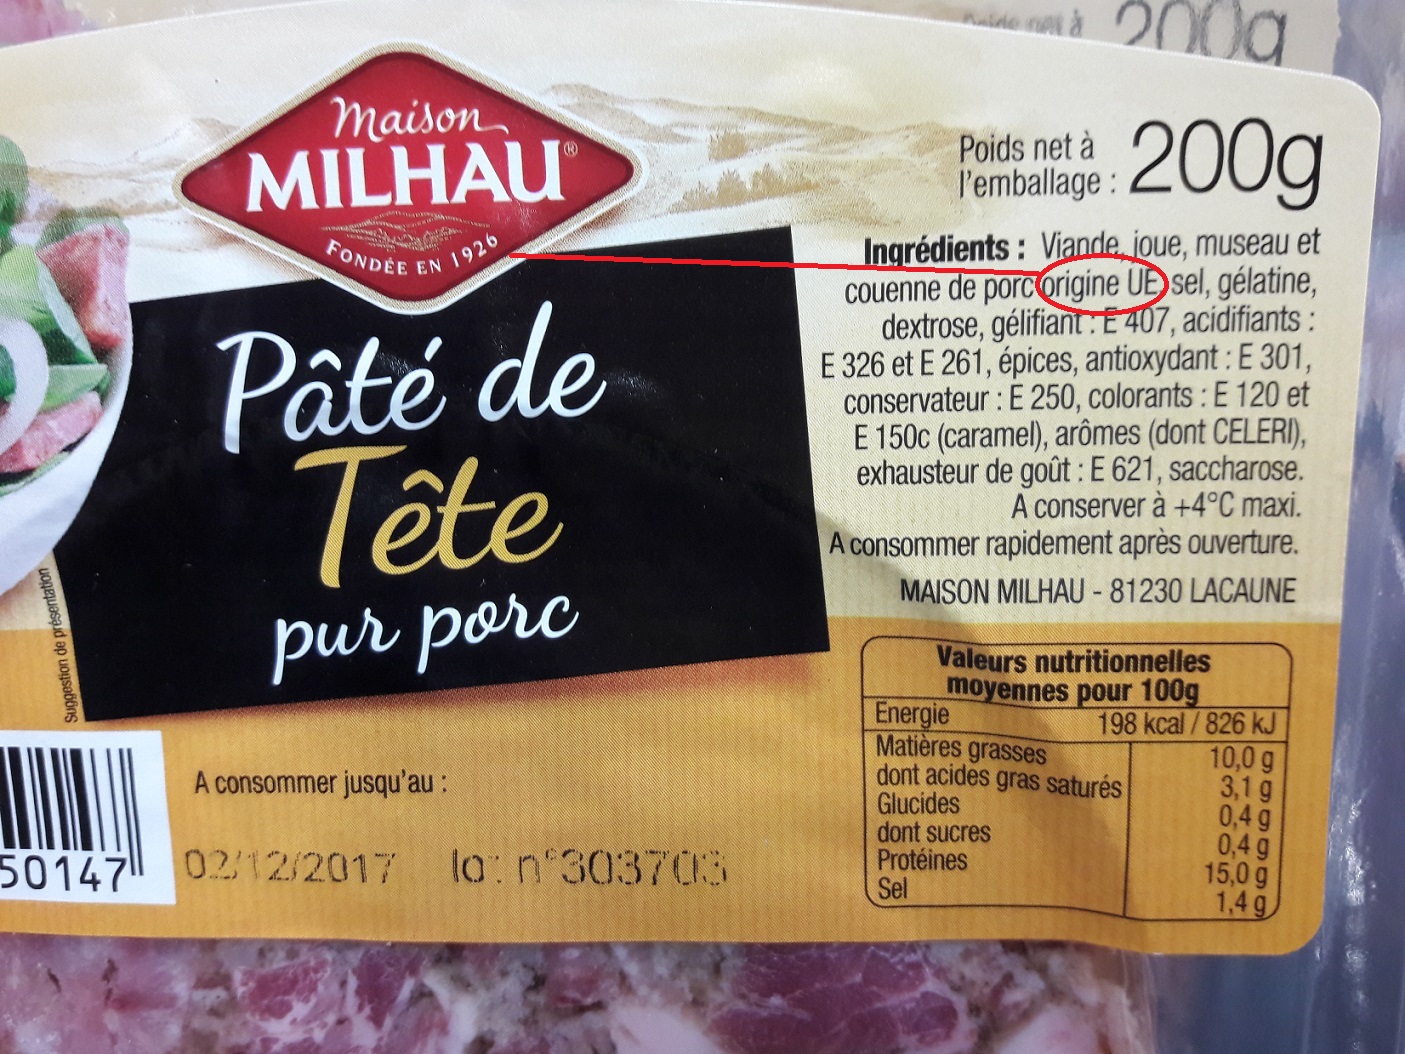 200g
Maison
MILHAU®
FONDÉE EN 1926
Poids net à
l'emballage : 200g
Pâté de
Tête
pur porc
Ingrédients : Viande, joue, museau et
couenne de porc origine UE, sel, gélatine,
dextrose, gélifiant : E 407, acidifiants :
E 326 et E 261, épices, antioxydant : E 301,
conservateur : E 250, colorants : E 120 et
E 150c (caramel), arômes (dont CELERI),
exhausteur de goût : E 621, saccharose.
A conserver à +4°C maxi.
A consommer rapidement après ouverture.
MAISON MILHAU - 81230 LACAUNE
Suggestion de présentation
Valeurs nutritionnelles
moyennes pour 100g
Energie 198 kcal / 826 kJ
Matières grasses 10,0 g
dont acides gras saturés 3,1 g
Glucides 0,4 g
dont sucres 0,4 g
Protéines 15,0 g
Sel 1,4 g
A consommer jusqu'au :
02/12/2017 lot n°303703
50147